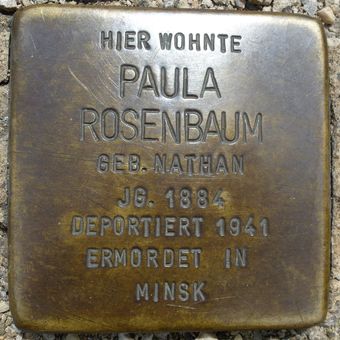 HIER WOHNTE
PAULA
ROSENBAUM
GEB. NATHAN
JG. 1884
DEPORTIERT 1941
ERMORDET IN
MINSK